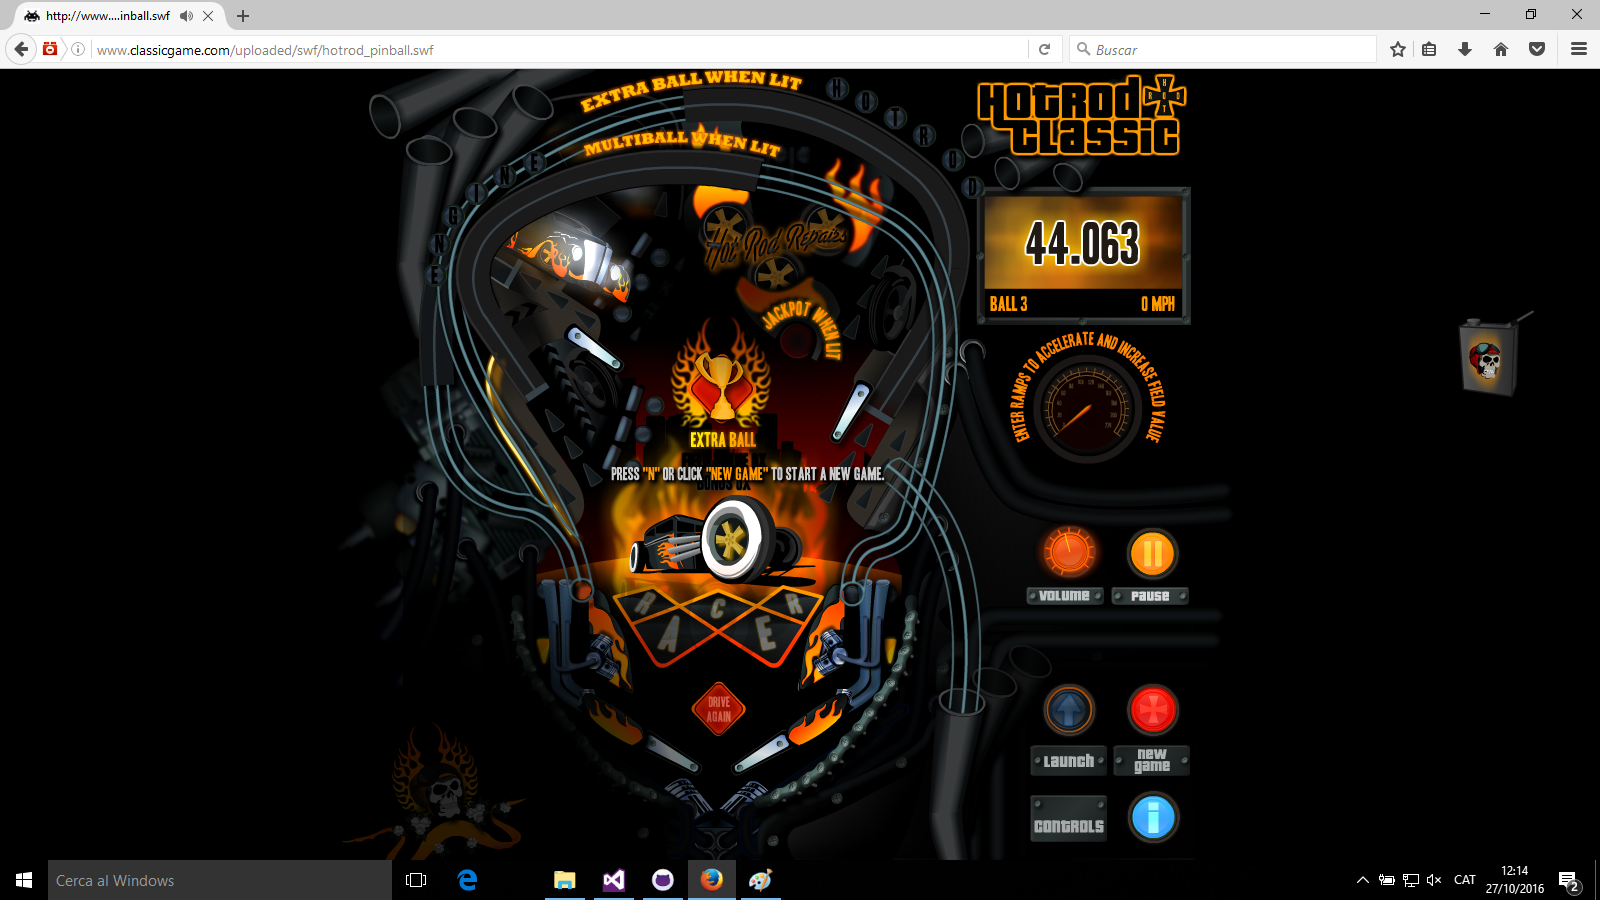 http://www....inball.swf
www.classicgame.com/uploaded/swf/hotrod_pinball.swf
Buscar
EXTRA BALL WHEN LIT
MULTIBALL WHEN LIT
HOTROD
ENGINE
HOTROD
CLASSIC
44.063
BALL 3
0 MPH
Hot Rod Repairs
JACKPOT WHEN LIT
ENTER RAMPS TO ACCELERATE AND INCREASE FIELD VALUE
EXTRA BALL
PRESS "N" OR CLICK "NEW GAME" TO START A NEW GAME.
BONUS 0X
RACER
VOLUME
PAUSE
DRIVE
AGAIN
LAUNCH
new
game
CONTROLS
Cerca al Windows
CAT
12:14
27/10/2016
2